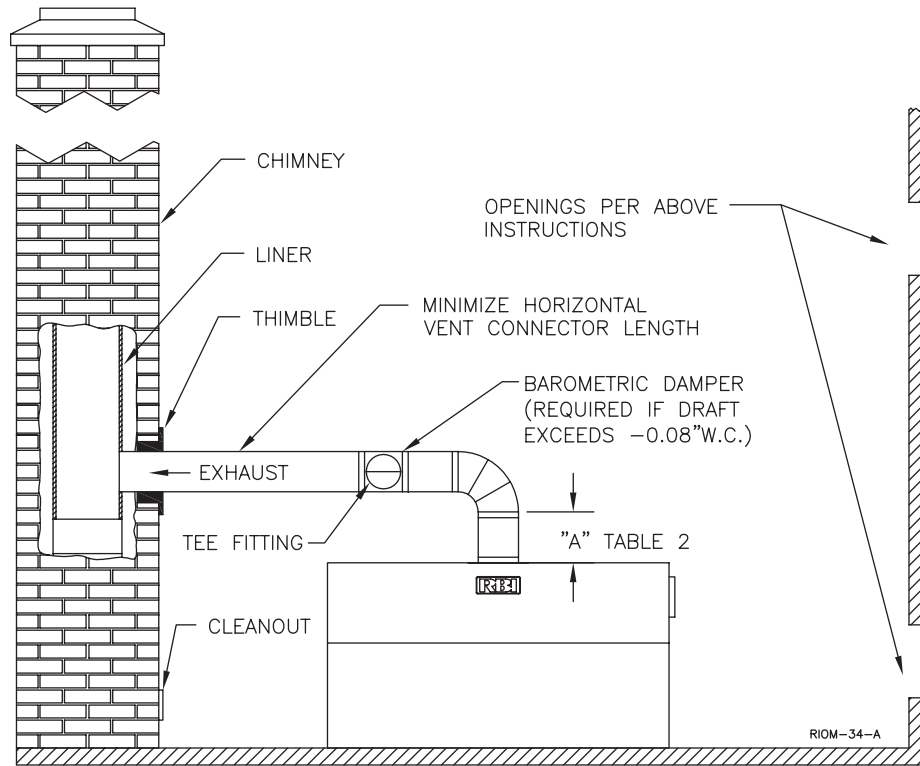 CHIMNEY
OPENINGS PER ABOVE
INSTRUCTIONS
LINER
THIMBLE
MINIMIZE HORIZONTAL
VENT CONNECTOR LENGTH
BAROMETRIC DAMPER
(REQUIRED IF DRAFT
EXCEEDS −0.08”W.C.)
EXHAUST
TEE FITTING
”A” TABLE 2
RBI
CLEANOUT
RIOM−34−A